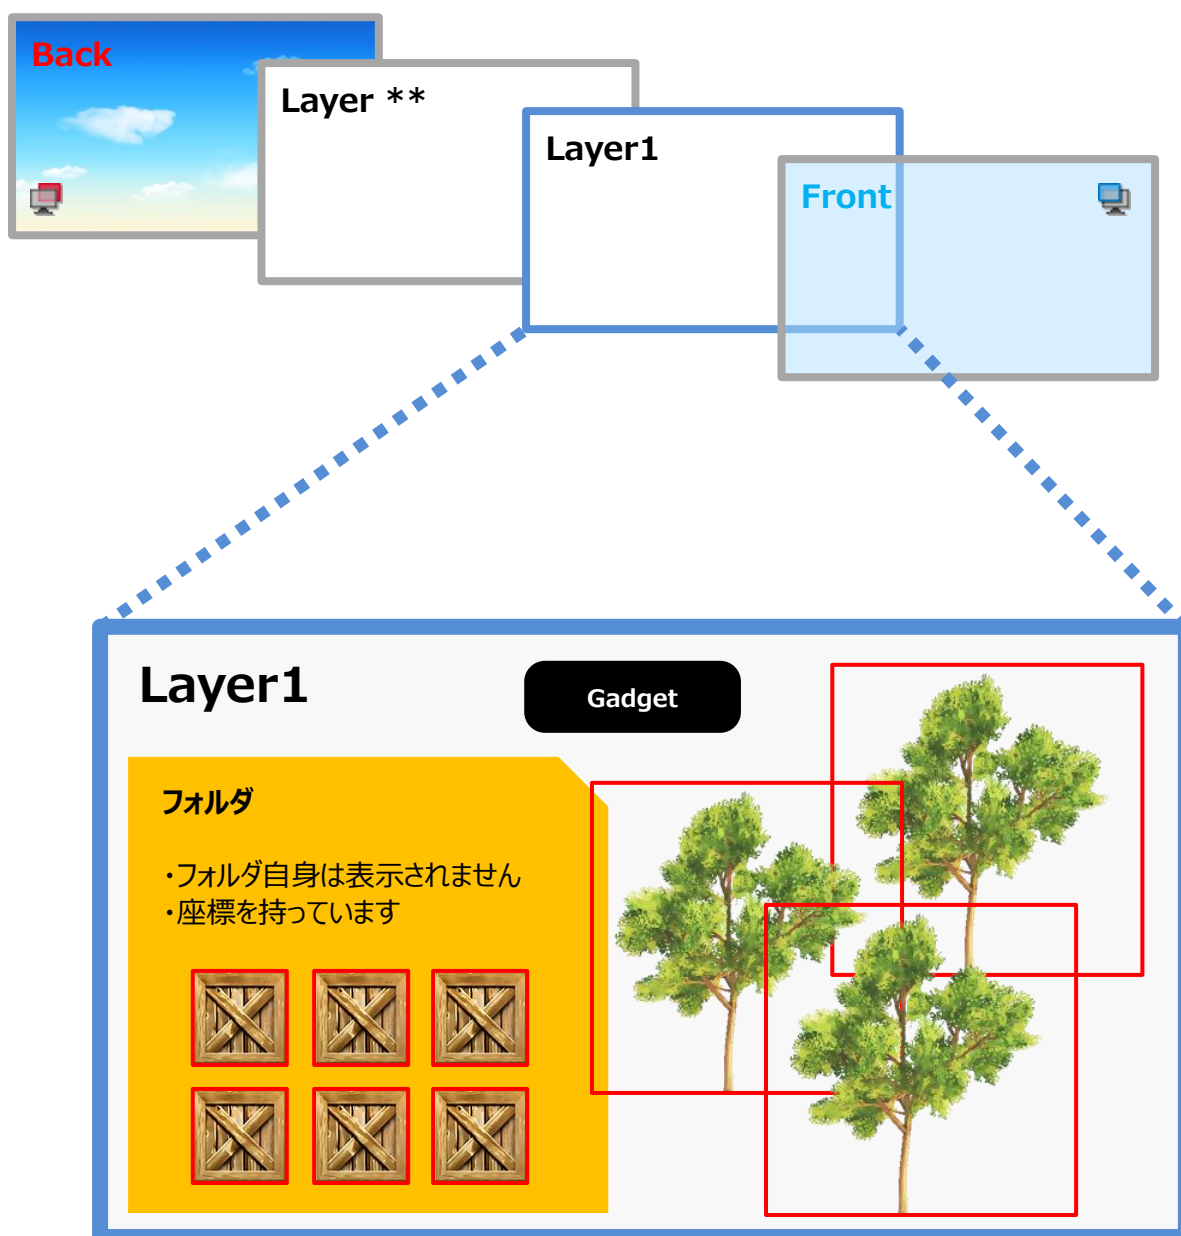 Back
Layer **
Layer1
Front
Layer1
Gadget
フォルダ
・フォルダ自身は表示されません
・座標を持っています